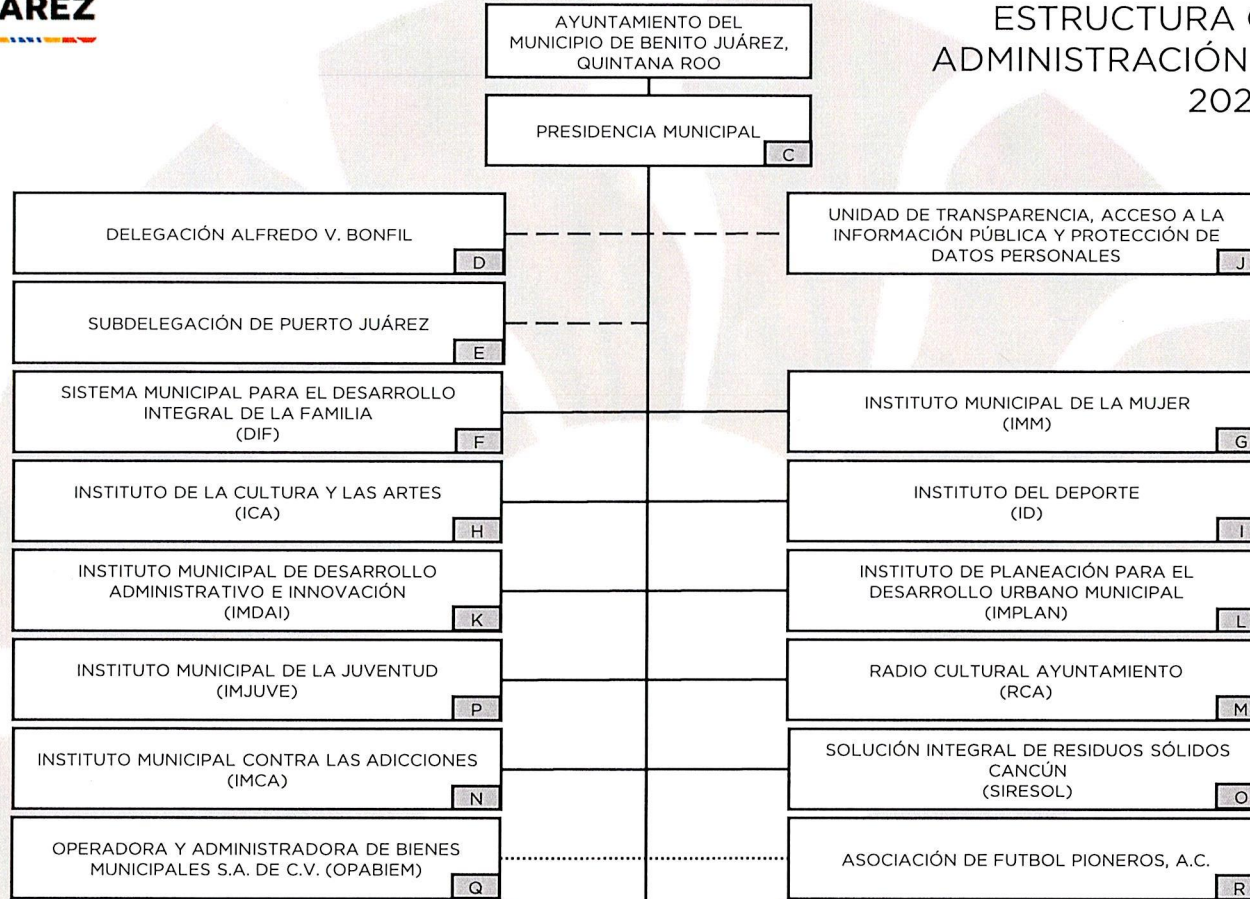 AYUNTAMIENTO DEL
MUNICIPIO DE BENITO JUÁREZ,
QUINTANA ROO
ESTRUCTURA
ADMINISTRACIÓN
PRESIDENCIA MUNICIPAL
C
DELEGACIÓN ALFREDO V. BONFIL
D
UNIDAD DE TRANSPARENCIA, ACCESO A LA
INFORMACIÓN PÚBLICA Y PROTECCIÓN DE
DATOS PERSONALES
J
SUBDELEGACIÓN DE PUERTO JUÁREZ
E
SISTEMA MUNICIPAL PARA EL DESARROLLO
INTEGRAL DE LA FAMILIA
(DIF)
F
INSTITUTO MUNICIPAL DE LA MUJER
(IMM)
G
INSTITUTO DE LA CULTURA Y LAS ARTES
(ICA)
H
INSTITUTO DEL DEPORTE
(ID)
I
INSTITUTO MUNICIPAL DE DESARROLLO
ADMINISTRATIVO E INNOVACIÓN
(IMDAI)
K
INSTITUTO DE PLANEACIÓN PARA EL
DESARROLLO URBANO MUNICIPAL
(IMPLAN)
L
INSTITUTO MUNICIPAL DE LA JUVENTUD
(IMJUVE)
P
RADIO CULTURAL AYUNTAMIENTO
(RCA)
M
INSTITUTO MUNICIPAL CONTRA LAS ADICCIONES
(IMCA)
N
SOLUCIÓN INTEGRAL DE RESIDUOS SÓLIDOS
CANCÚN
(SIRESOL)
O
OPERADORA Y ADMINISTRADORA DE BIENES
MUNICIPALES S.A. DE C.V. (OPABIEM)
Q
ASOCIACIÓN DE FUTBOL PIONEROS, A.C.
R